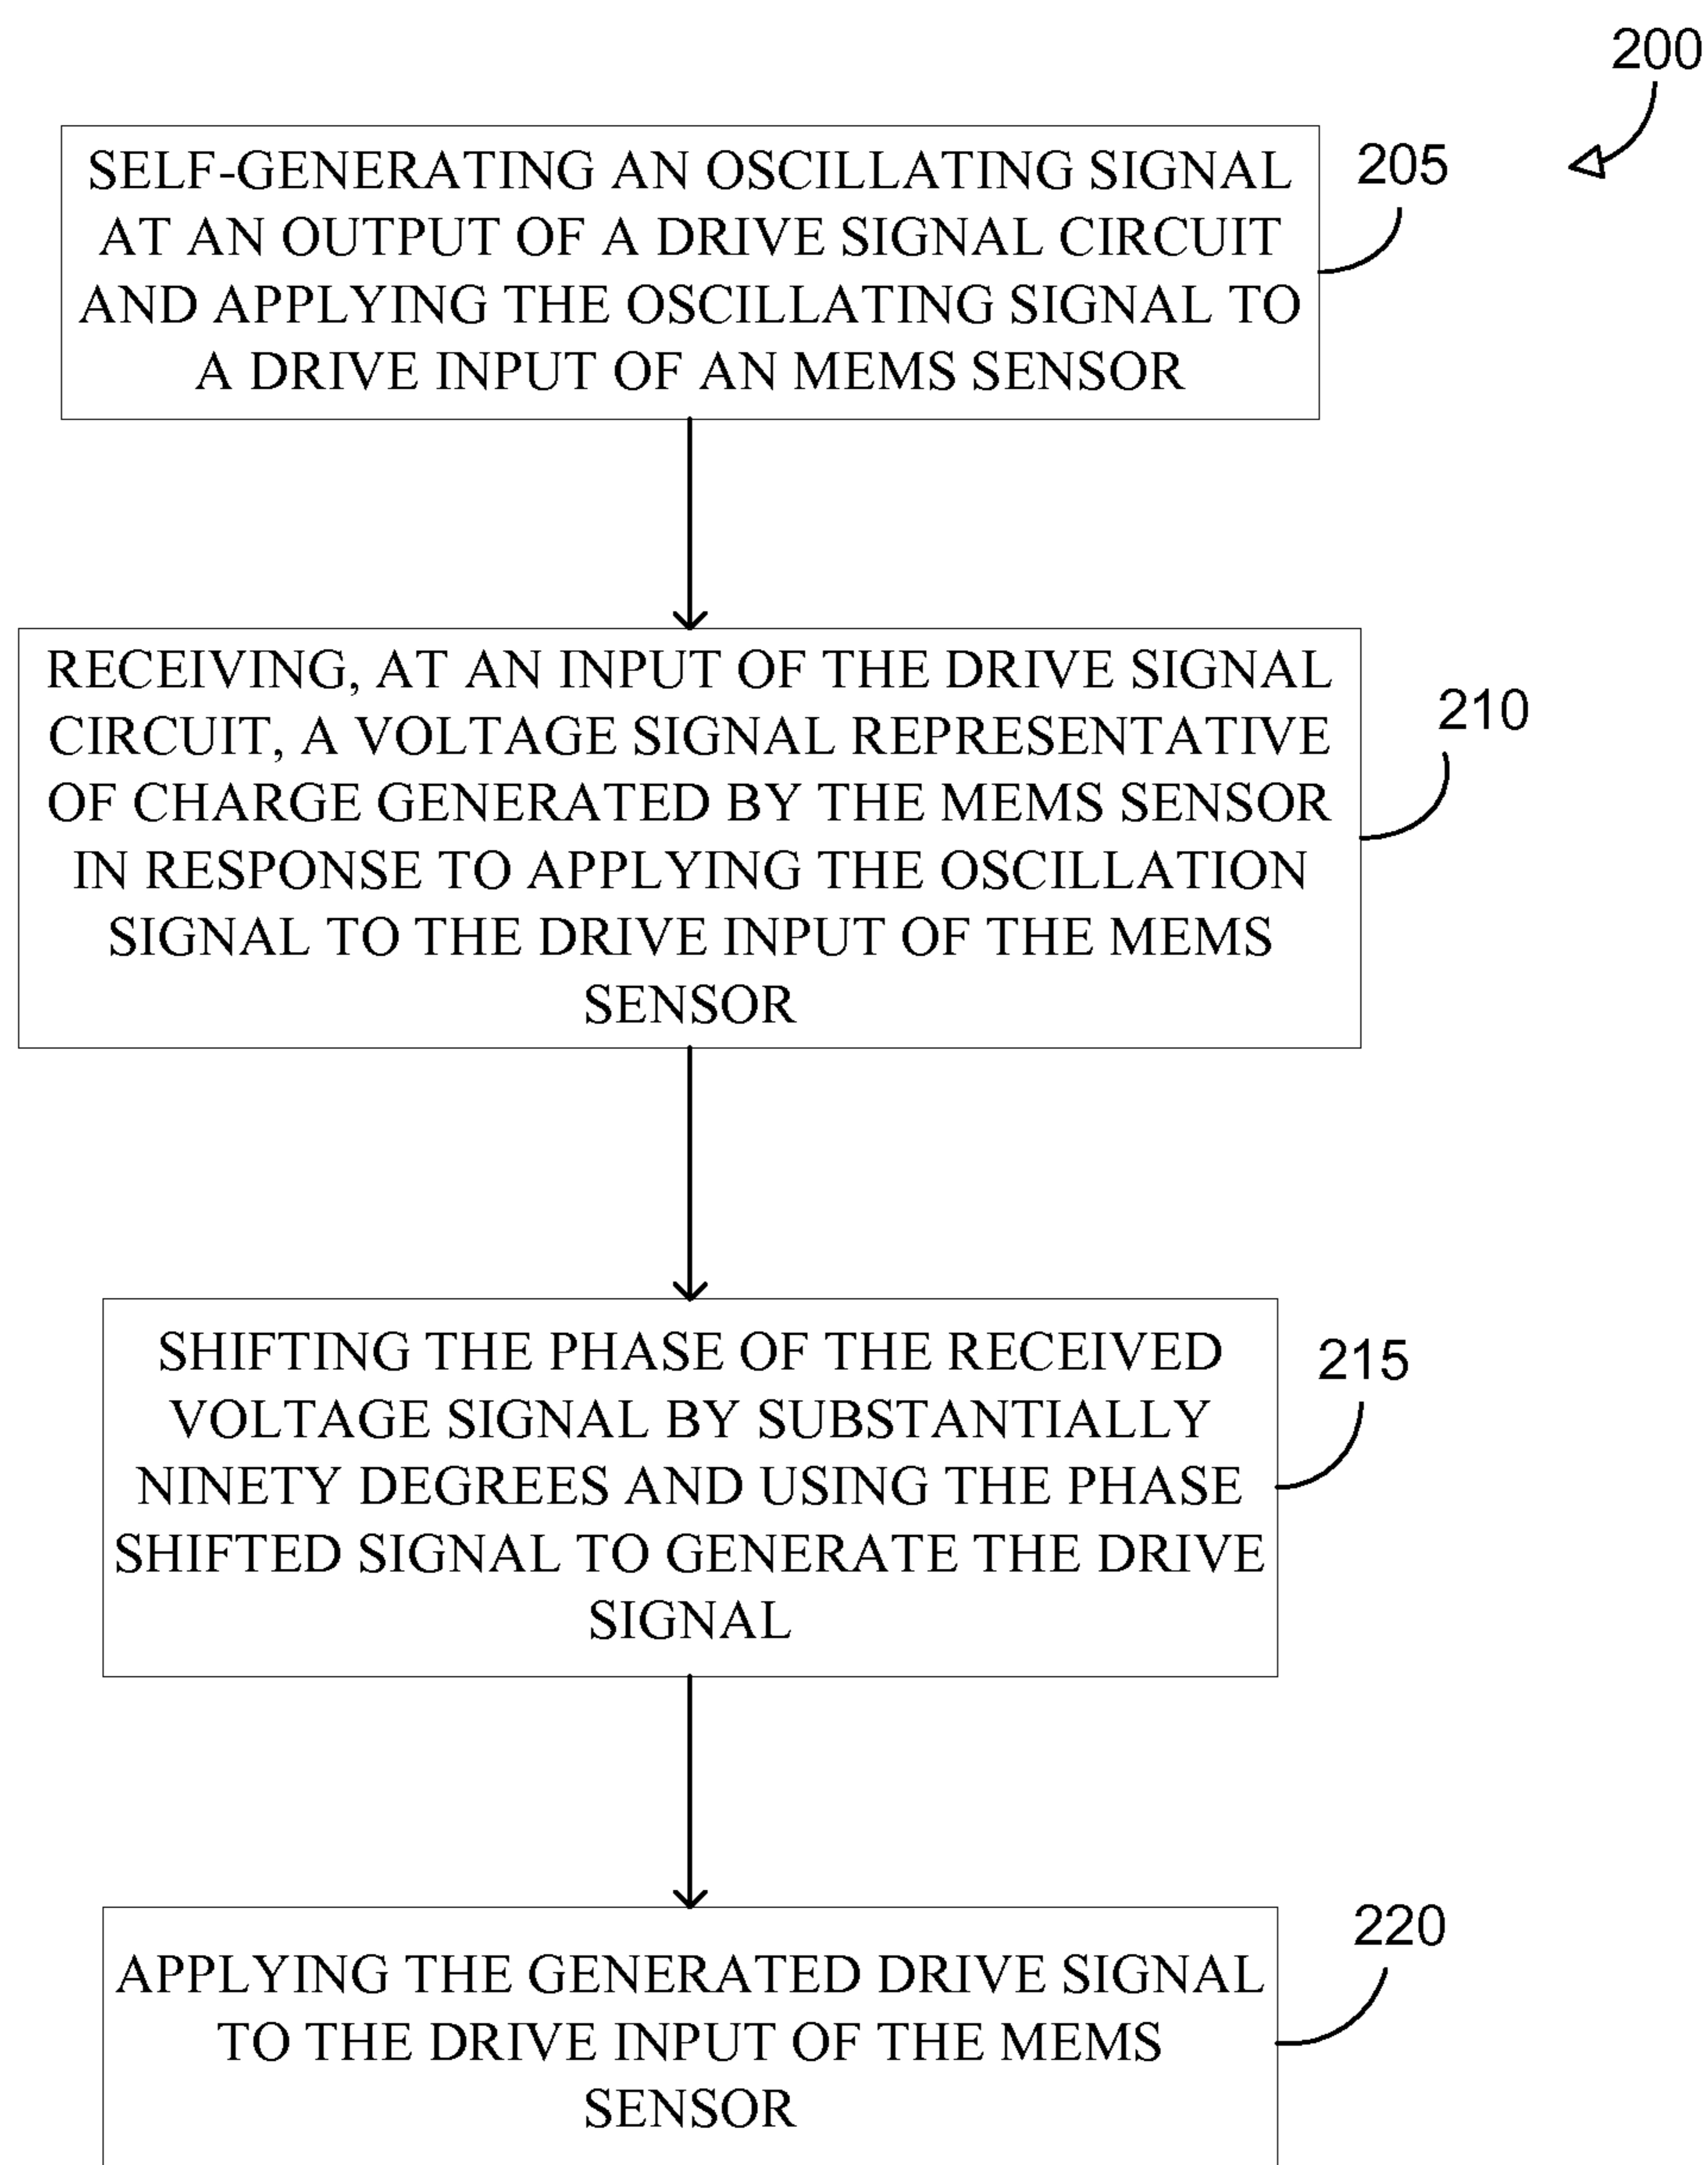 200
SELF-GENERATING AN OSCILLATING SIGNAL
AT AN OUTPUT OF A DRIVE SIGNAL CIRCUIT
AND APPLYING THE OSCILLATING SIGNAL TO
A DRIVE INPUT OF AN MEMS SENSOR
205
RECEIVING, AT AN INPUT OF THE DRIVE SIGNAL
CIRCUIT, A VOLTAGE SIGNAL REPRESENTATIVE
OF CHARGE GENERATED BY THE MEMS SENSOR
IN RESPONSE TO APPLYING THE OSCILLATION
SIGNAL TO THE DRIVE INPUT OF THE MEMS
SENSOR
210
SHIFTING THE PHASE OF THE RECEIVED
VOLTAGE SIGNAL BY SUBSTANTIALLY
NINETY DEGREES AND USING THE PHASE
SHIFTED SIGNAL TO GENERATE THE DRIVE
SIGNAL
215
APPLYING THE GENERATED DRIVE SIGNAL
TO THE DRIVE INPUT OF THE MEMS
SENSOR
220